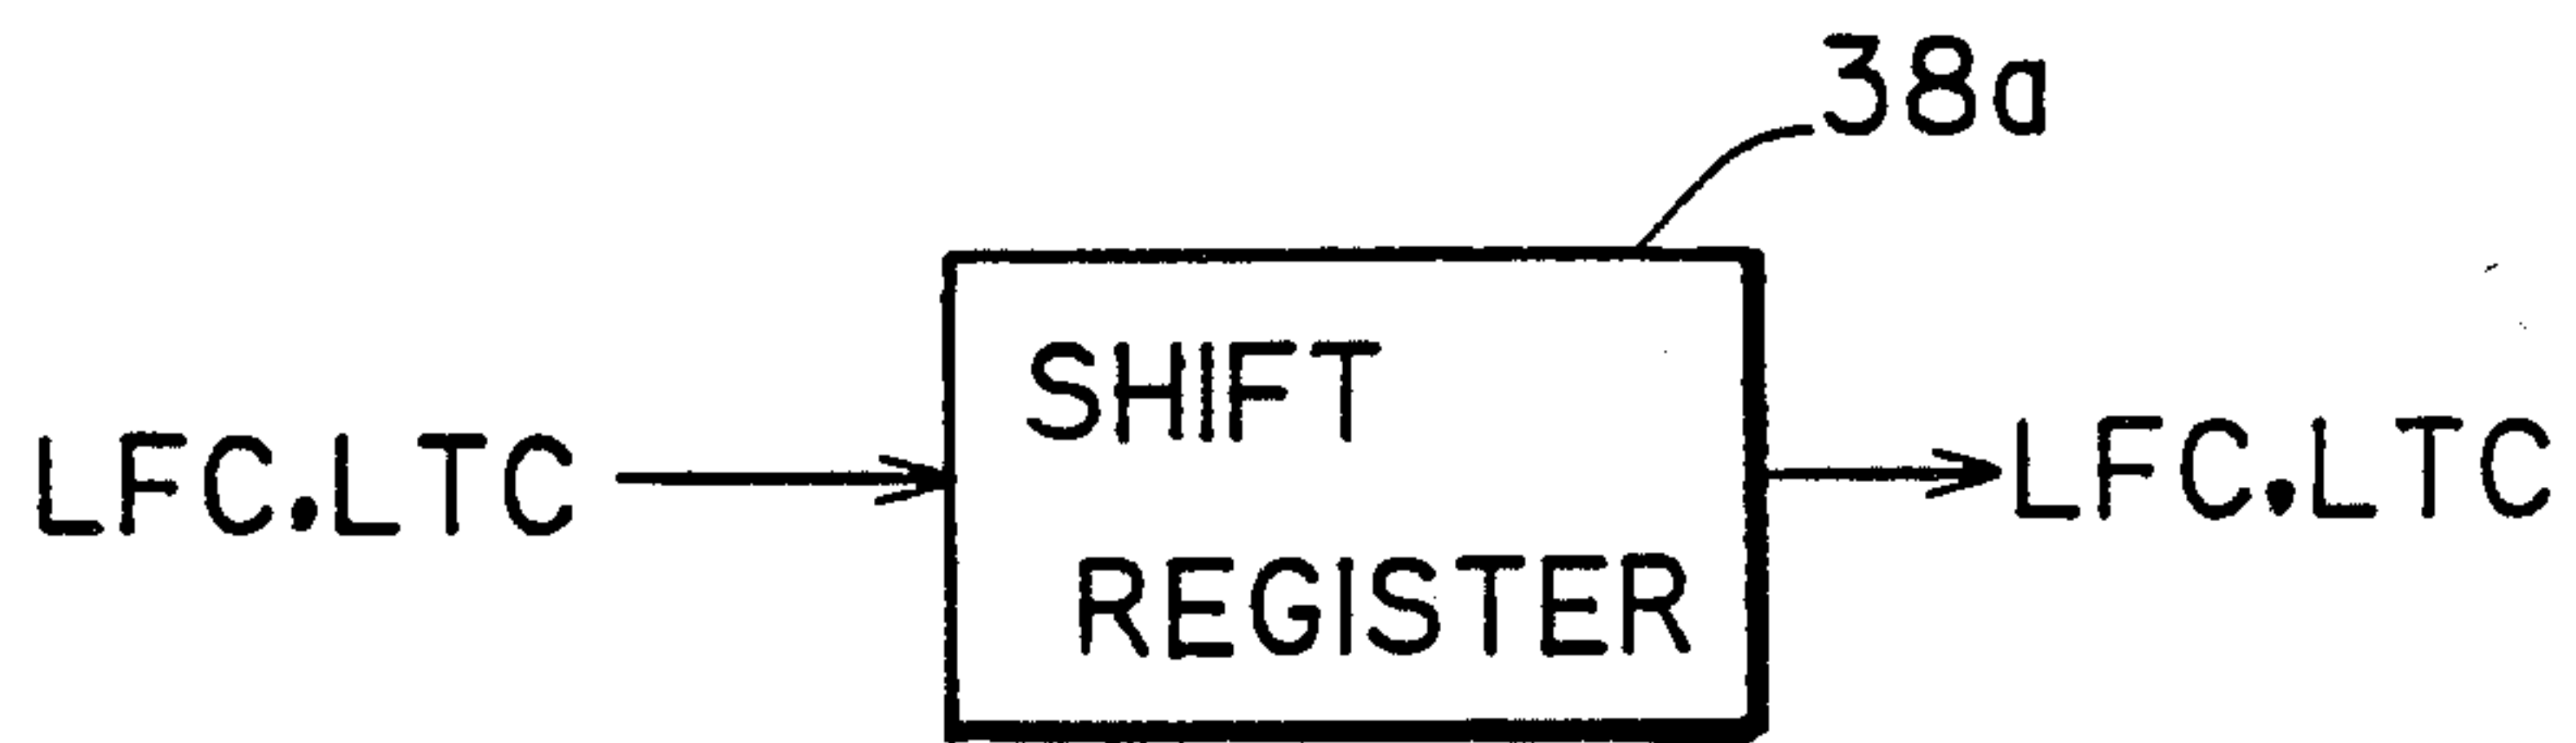 38a
SHIFT
LFC.LTC
LFC.LTC
REGISTER